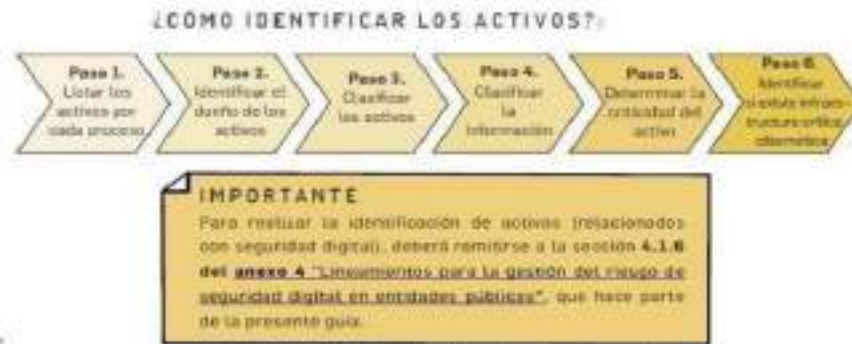 ¿CÓMO IDENTIFICAR LOS ACTIVOS?
Paso 1.
Listar los
activos por
cada proceso
Paso 2.
Identificar el
dueño de los
activos
Paso 3.
Clasificar
los activos
Paso 4.
Clasificar
la
información
Paso 5.
Determinar la
criticidad del
activo
Paso 6.
Identificar
si existe infraes-
tructura crítica
cibernética
IMPORTANTE
Para realizar la identificación de activos (relacionados
con seguridad digital), deberá remitirse a la sección 4.1.6
del anexo 4 "Lineamientos para la gestión del riesgo de
seguridad digital en entidades públicas", que hace parte
de la presente guía.